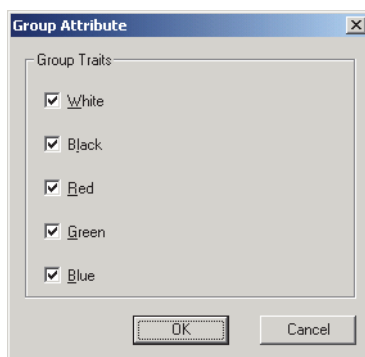 Group Attribute
Group Traits
White
Black
Red
Green
Blue
OK
Cancel